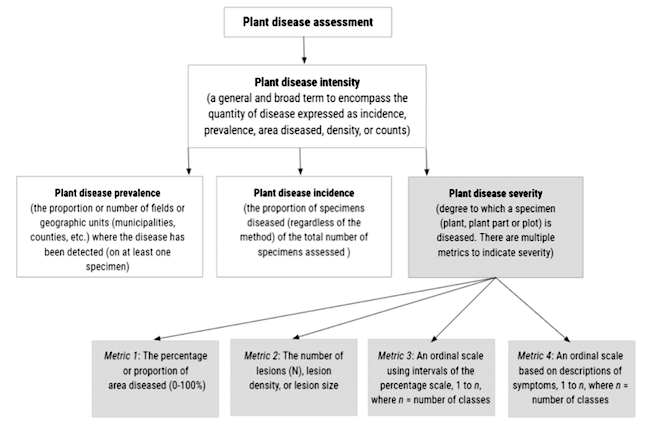 Plant disease assessment
Plant disease intensity
(a general and broad term to encompass the
quantity of disease expressed as incidence,
prevalence, area diseased, density, or counts)
Plant disease prevalence
(the proportion or number of fields or
geographic units (municipalities,
counties, etc.) where the disease has
been detected (on at least one
specimen)
Plant disease incidence
(the proportion of specimens
diseased (regardless of the
method) of the total number of
specimens assessed )
Plant disease severity
(degree to which a specimen
(plant, plant part or plot) is
diseased. There are multiple
metrics to indicate severity)
Metric 1: The percentage
or proportion of
area diseased (0-100%)
Metric 2: The number of
lesions (N), lesion
density, or lesion size
Metric 3: An ordinal scale
using intervals of the
percentage scale, 1 to n,
where n = number of classes
Metric 4: An ordinal scale
based on descriptions of
symptoms, 1 to n, where n =
number of classes